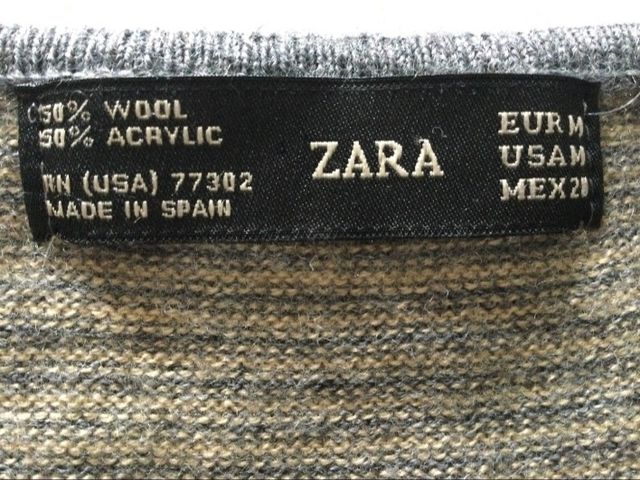 50% WOOL
50% ACRYLIC
RN (USA) 77302
MADE IN SPAIN
ZARA
EUR M
USA M
MEX